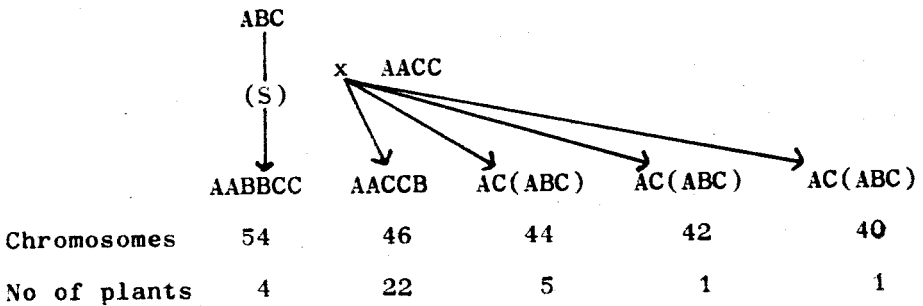 ABC
x AACC
(S)
AABBCC AACCB AC(ABC) AC(ABC) AC(ABC)
Chromosomes 54 46 44 42 40
No of plants 4 22 5 1 1